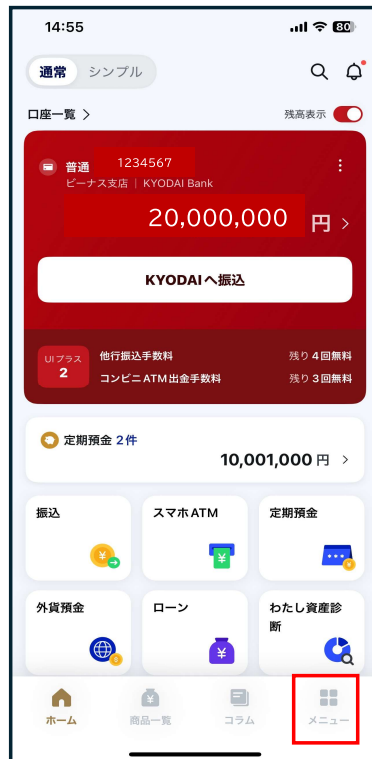 14:55
80
通常 シンプル
口座一覧 >
残高表示
普通 1234567
ビーナス支店 | KYODAI Bank
20,000,000 円 >
KYODAIへ振込
UIプラス
2
他行振込手数料 残り4回無料
コンビニATM出金手数料 残り3回無料
定期預金 2件
10,001,000 円 >
振込 スマホATM 定期預金
外貨預金 ローン わたし資産診
断
ホーム 商品一覧 コラム メニュー